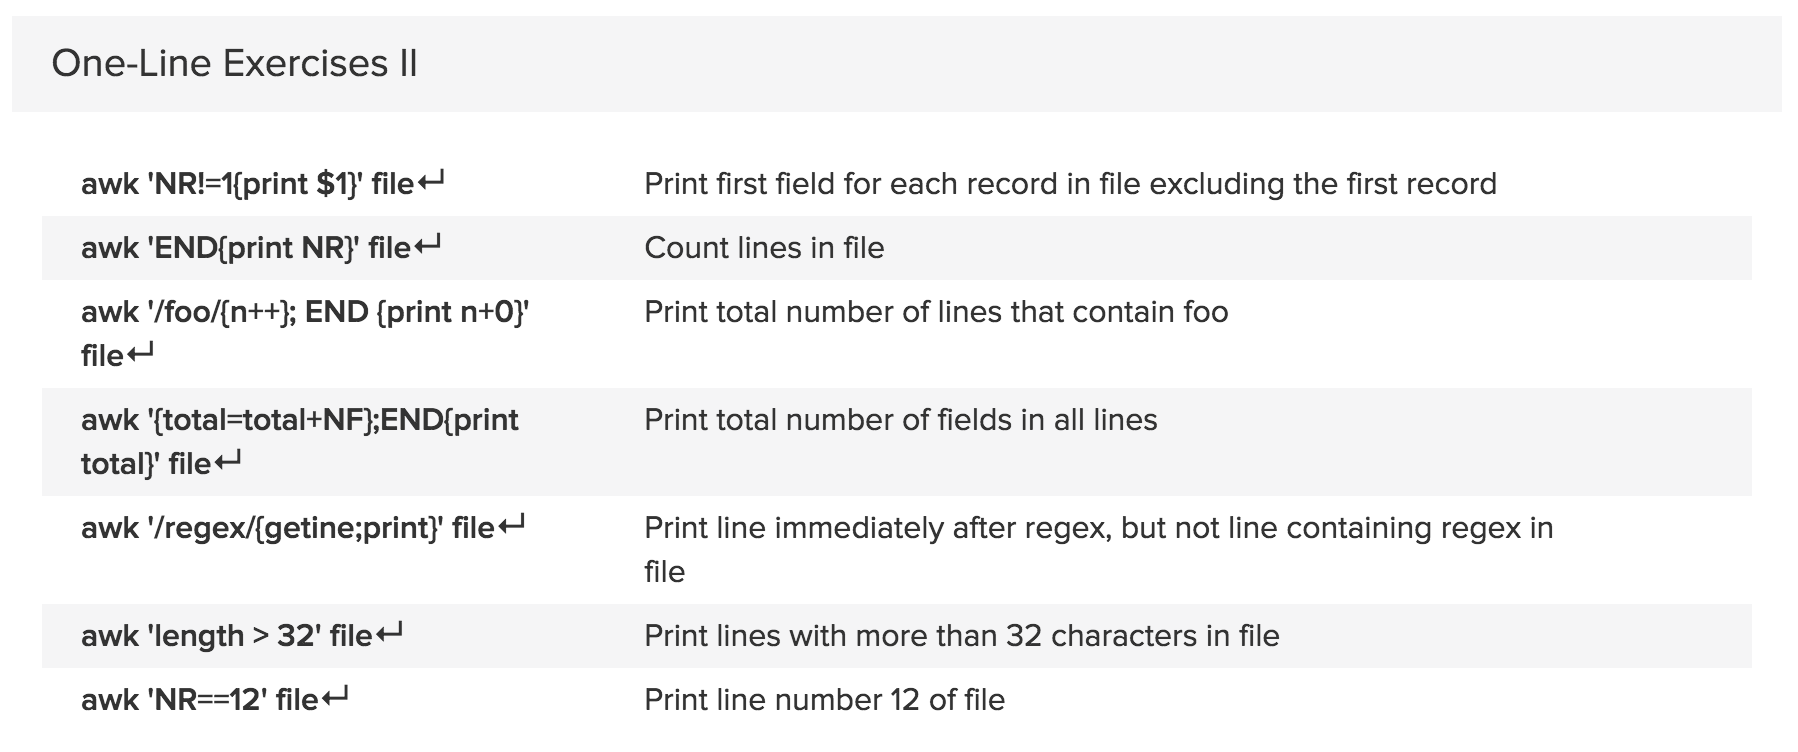 One-Line Exercises II
awk 'NR!=1{print $1}' file↵ Print first field for each record in file excluding the first record
awk 'END{print NR}' file↵ Count lines in file
awk '/foo/{n++}; END {print n+0}' Print total number of lines that contain foo
file↵
awk '{total=total+NF};END{print Print total number of fields in all lines
total}' file↵
awk '/regex/{getine;print}' file↵ Print line immediately after regex, but not line containing regex in
file
awk 'length > 32' file↵ Print lines with more than 32 characters in file
awk 'NR==12' file↵ Print line number 12 of file